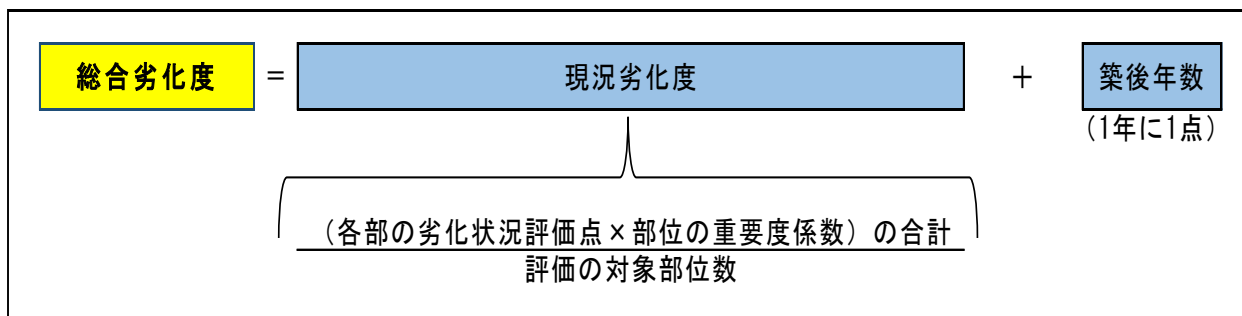 総合劣化度 = 現況劣化度 + 築後年数
(1年に1点)
(各部の劣化状況評価点×部位の重要度係数)の合計
評価の対象部位数